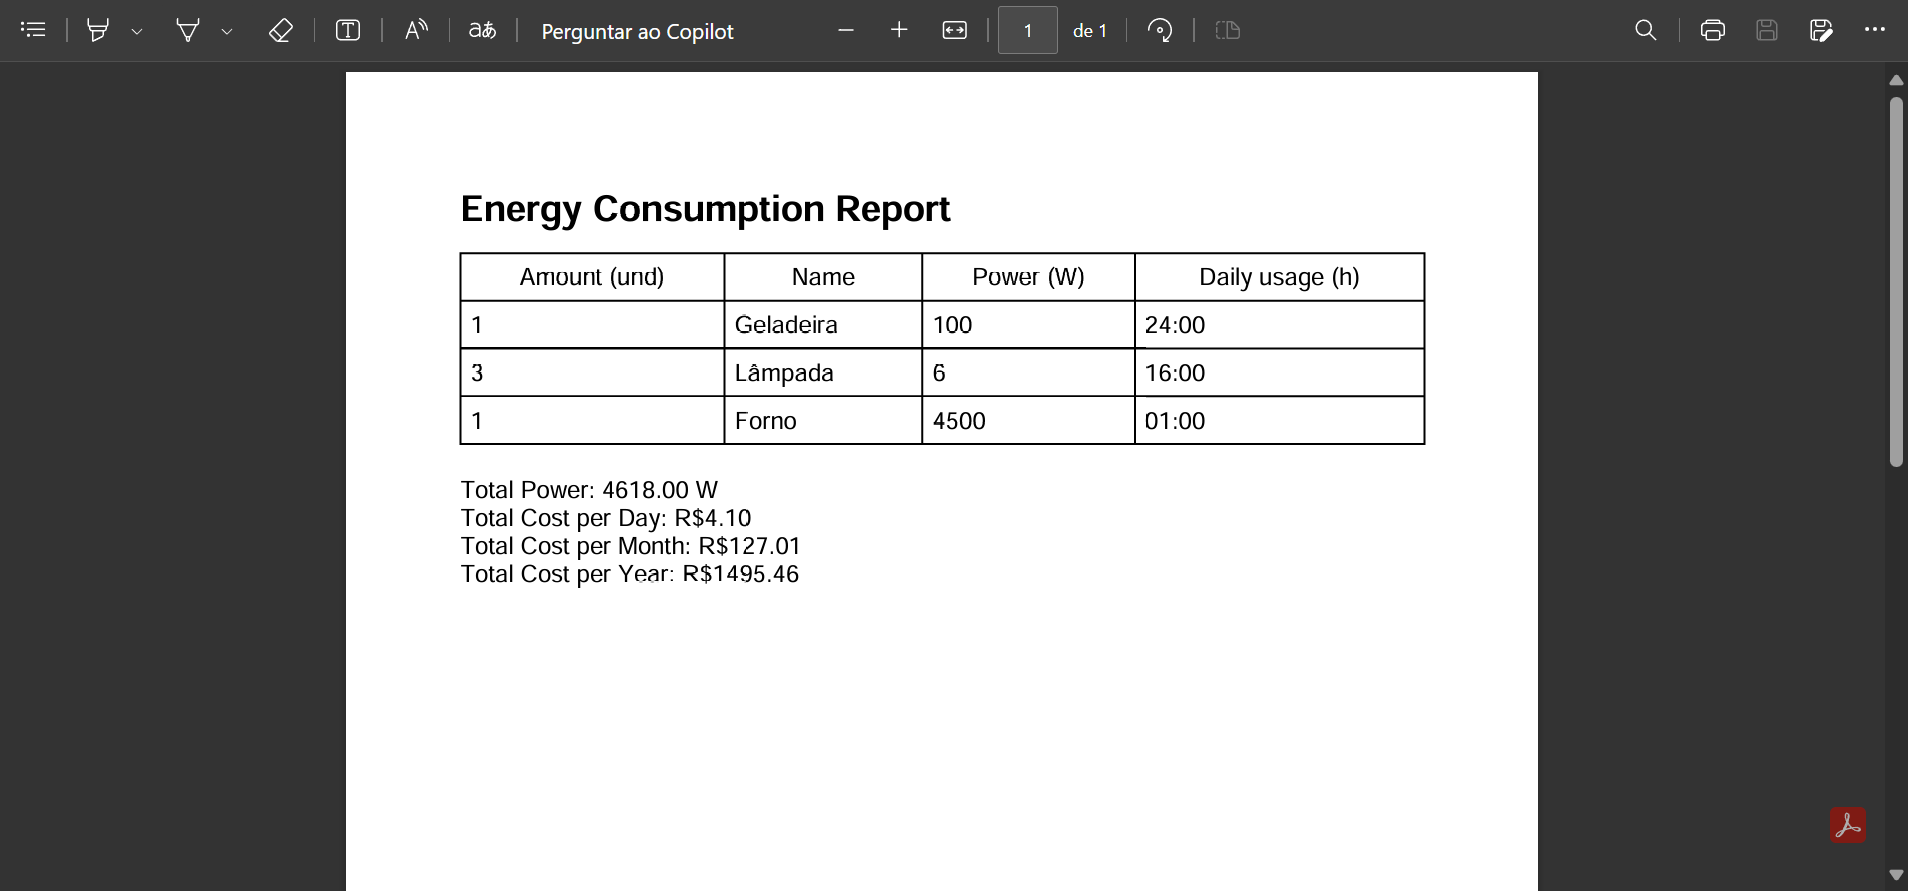 aあ Perguntar ao Copilot 1 de 1
Energy Consumption Report
Amount (und) Name Power (W) Daily usage (h)
1 Geladeira 100 24:00
3 Lâmpada 6 16:00
1 Forno 4500 01:00
Total Power: 4618.00 W
Total Cost per Day: R$4.10
Total Cost per Month: R$127.01
Total Cost per Year: R$1495.46